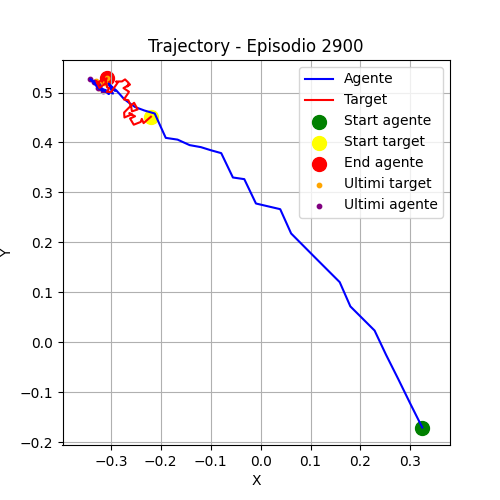 Trajectory - Episodio 2900
Agente
Target
Start agente
Start target
End agente
Ultimi target
Ultimi agente
0.5
0.4
0.3
0.2
0.1
0.0
−0.1
−0.2
Y
−0.3
−0.2
−0.1
0.0
0.1
0.2
0.3
X